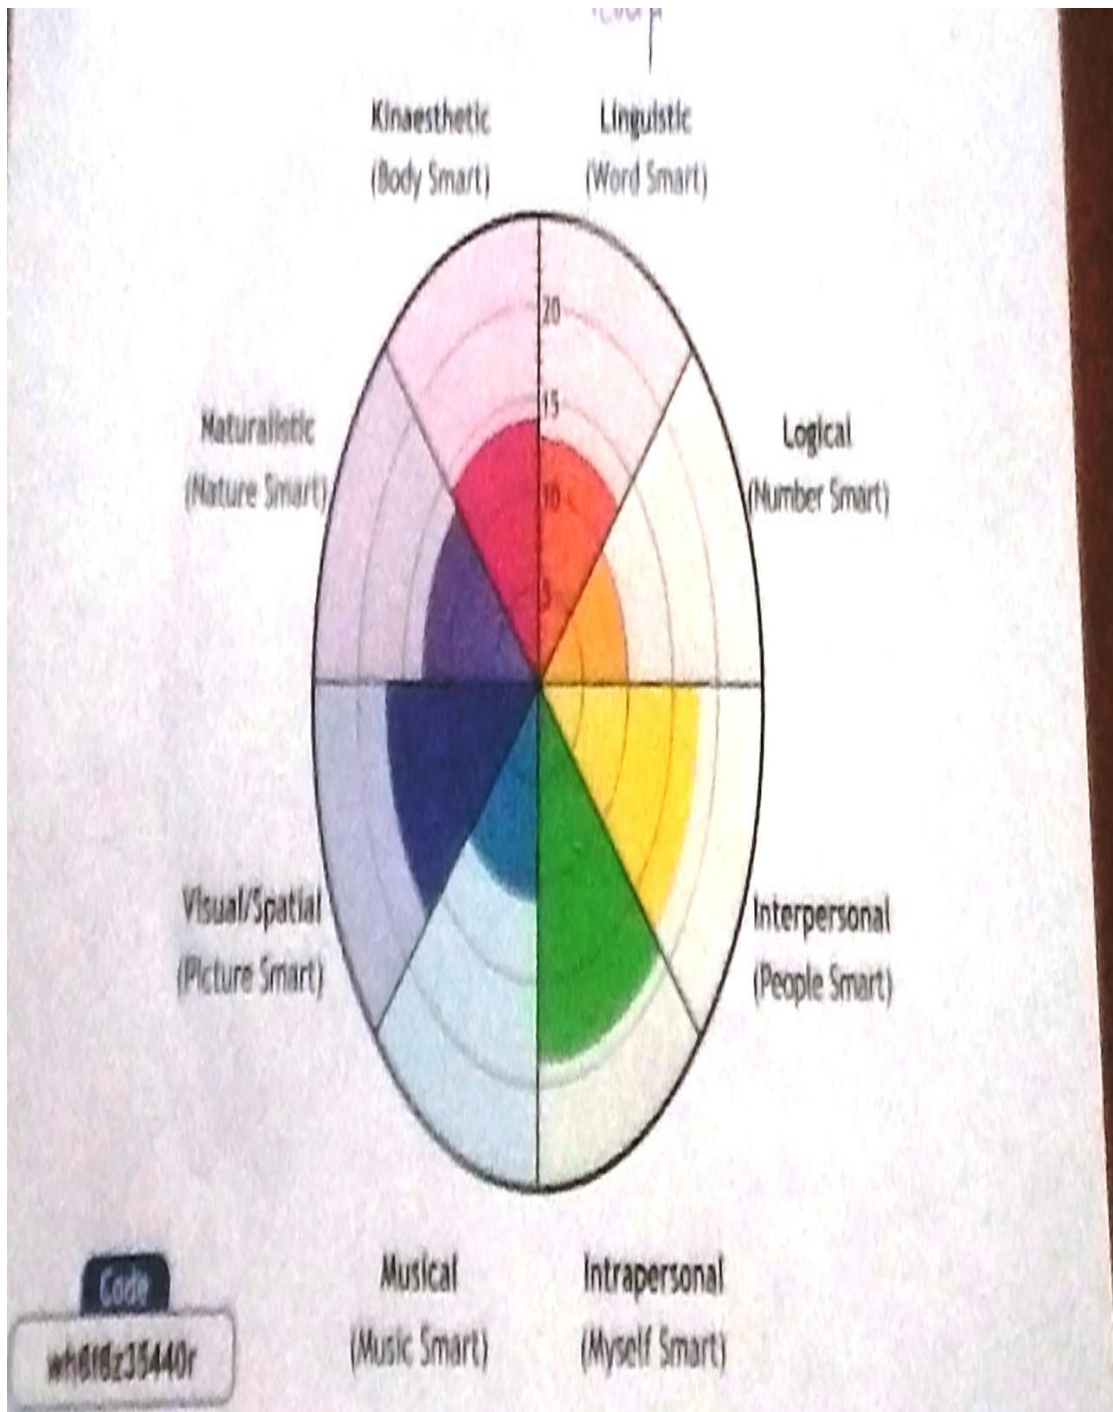 Kinaesthetic
(Body Smart)
Linguistic
(Word Smart)
20
15
10
5
Naturalistic
(Nature Smart)
Logical
(Number Smart)
Visual/Spatial
(Picture Smart)
Interpersonal
(People Smart)
Musical
(Music Smart)
Intrapersonal
(Myself Smart)
Code